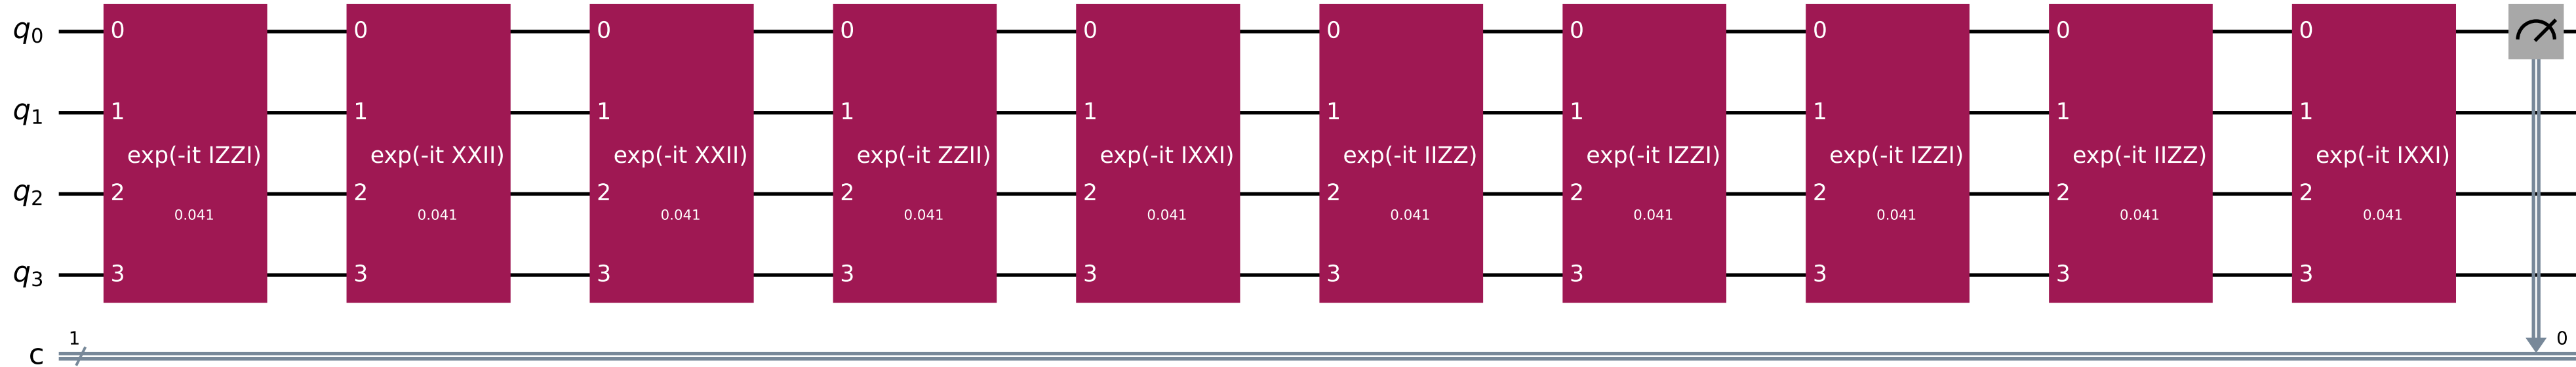 q0 0 0 0 0 0 0 0 0 0 0
q1 1 1 1 1 1 1 1 1 1 1
exp(-it IZZI) exp(-it XXII) exp(-it XXII) exp(-it ZZII) exp(-it IXXI) exp(-it IIZZ) exp(-it IZZI) exp(-it IZZI) exp(-it IIZZ) exp(-it IXXI)
q2 2 2 2 2 2 2 2 2 2 2
0.041 0.041 0.041 0.041 0.041 0.041 0.041 0.041 0.041 0.041
q3 3 3 3 3 3 3 3 3 3 3
1 0
c